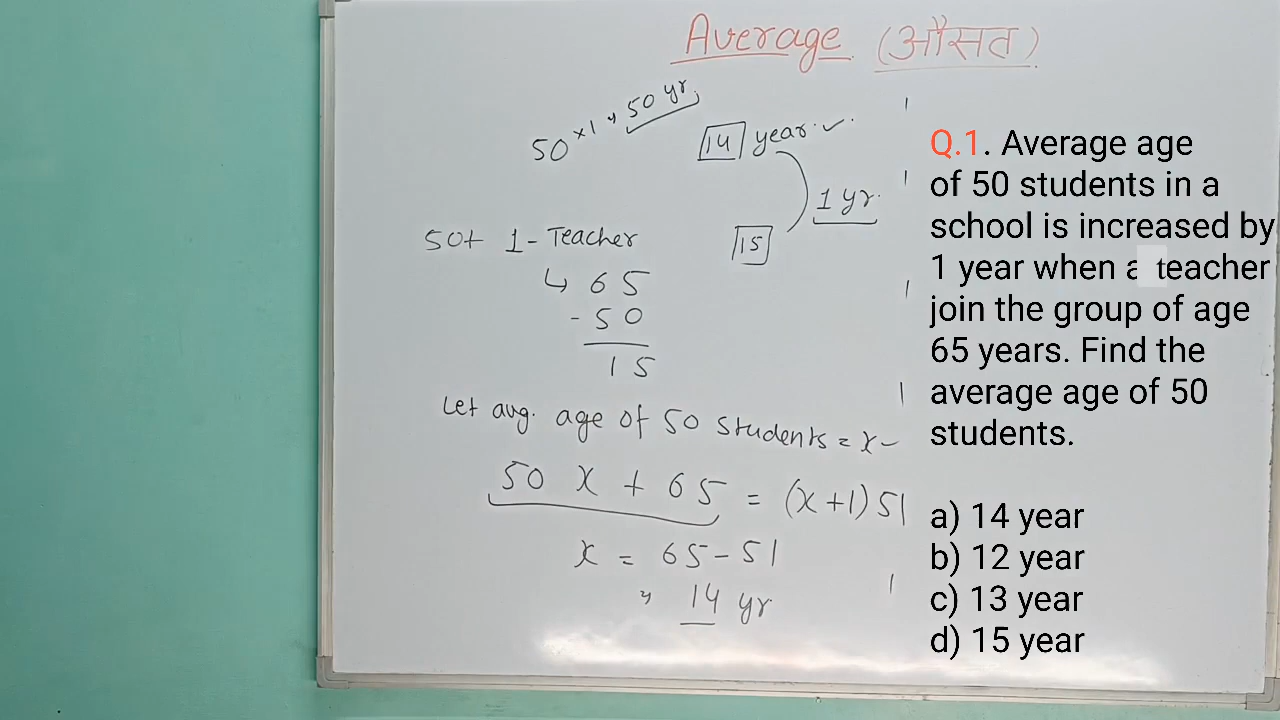 Average (औसत)
50 ×1 " 50 yr
14 year. ✓.
1 yr.
50+ 1 - Teacher
15
↳ 65
- 50
15
Let avg. age of 50 students = x -
50 x + 65 = (x +1) 51
x = 65 - 51
" 14 yr
Q.1. Average age
of 50 students in a
school is increased by
1 year when a teacher
join the group of age
65 years. Find the
average age of 50
students.
a) 14 year
b) 12 year
c) 13 year
d) 15 year